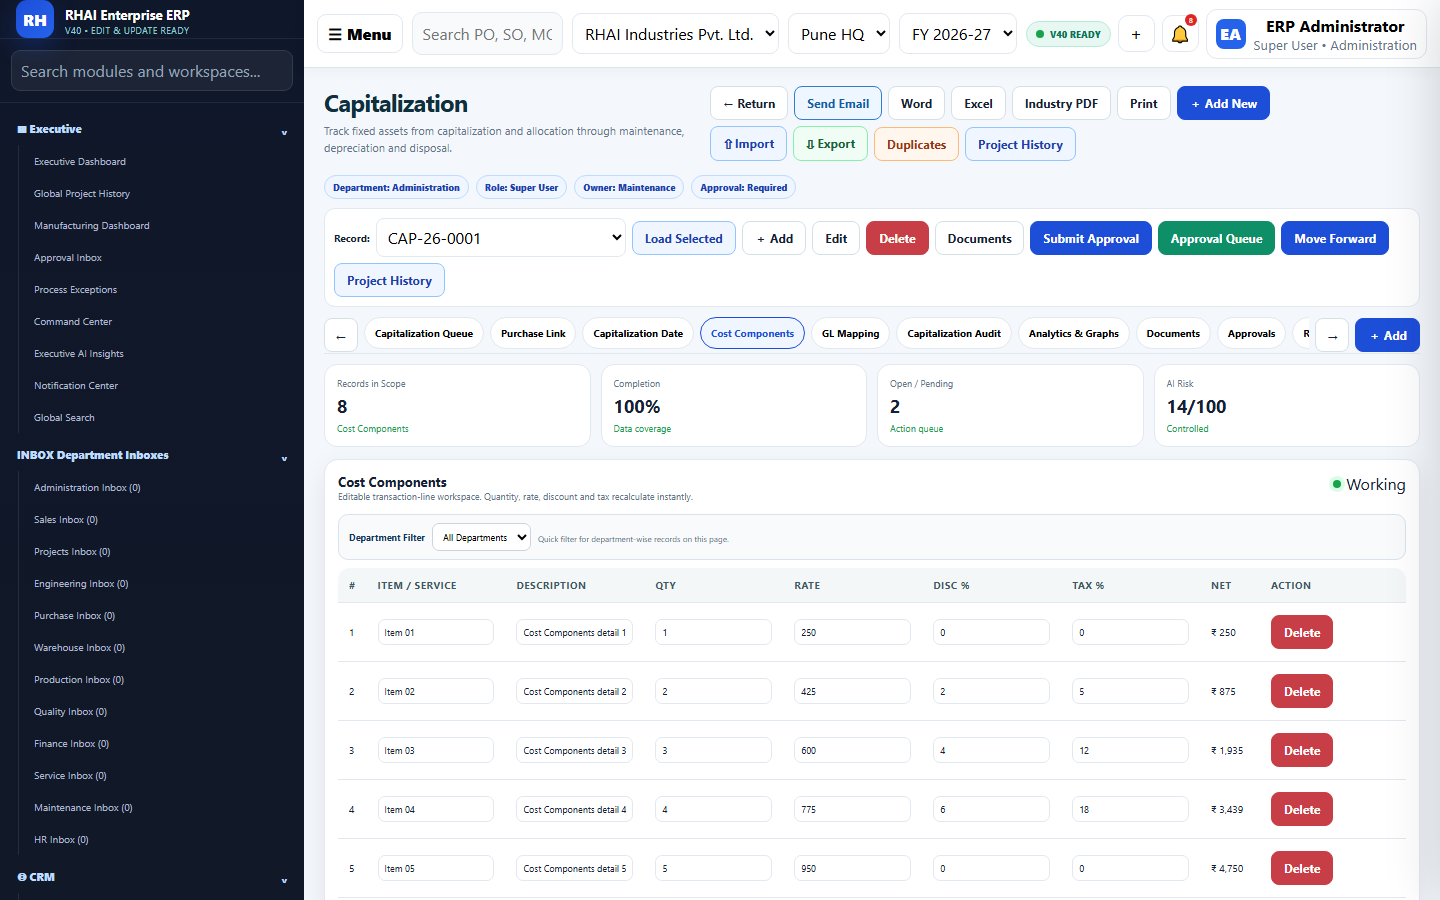 RH
RHAI Enterprise ERP
V40 • EDIT & UPDATE READY
Search modules and workspaces...
Executive
Executive Dashboard
Global Project History
Manufacturing Dashboard
Approval Inbox
Process Exceptions
Command Center
Executive AI Insights
Notification Center
Global Search
INBOX Department Inboxes
Administration Inbox (0)
Sales Inbox (0)
Projects Inbox (0)
Engineering Inbox (0)
Purchase Inbox (0)
Warehouse Inbox (0)
Production Inbox (0)
Quality Inbox (0)
Finance Inbox (0)
Service Inbox (0)
Maintenance Inbox (0)
HR Inbox (0)
CRM
☰ Menu
Search PO, SO, MO
RHAI Industries Pvt. Ltd.
Pune HQ
FY 2026-27
V40 READY
+
8
EA
ERP Administrator
Super User • Administration
Capitalization
Track fixed assets from capitalization and allocation through maintenance,
depreciation and disposal.
← Return
Send Email
Word
Excel
Industry PDF
Print
+ Add New
⇧ Import
⇩ Export
Duplicates
Project History
Department: Administration
Role: Super User
Owner: Maintenance
Approval: Required
Record:
CAP-26-0001
Load Selected
+ Add
Edit
Delete
Documents
Submit Approval
Approval Queue
Move Forward
Project History
←
Capitalization Queue
Purchase Link
Capitalization Date
Cost Components
GL Mapping
Capitalization Audit
Analytics & Graphs
Documents
Approvals
R
→
+ Add
Records in Scope
8
Cost Components
Completion
100%
Data coverage
Open / Pending
2
Action queue
AI Risk
14/100
Controlled
Cost Components
Editable transaction-line workspace. Quantity, rate, discount and tax recalculate instantly.
Working
Department Filter
All Departments
Quick filter for department-wise records on this page.
# ITEM / SERVICE DESCRIPTION QTY RATE DISC % TAX % NET ACTION
1 Item 01 Cost Components detail 1 1 250 0 0 ₹ 250 Delete
2 Item 02 Cost Components detail 2 2 425 2 5 ₹ 875 Delete
3 Item 03 Cost Components detail 3 3 600 4 12 ₹ 1,935 Delete
4 Item 04 Cost Components detail 4 4 775 6 18 ₹ 3,439 Delete
5 Item 05 Cost Components detail 5 5 950 0 0 ₹ 4,750 Delete